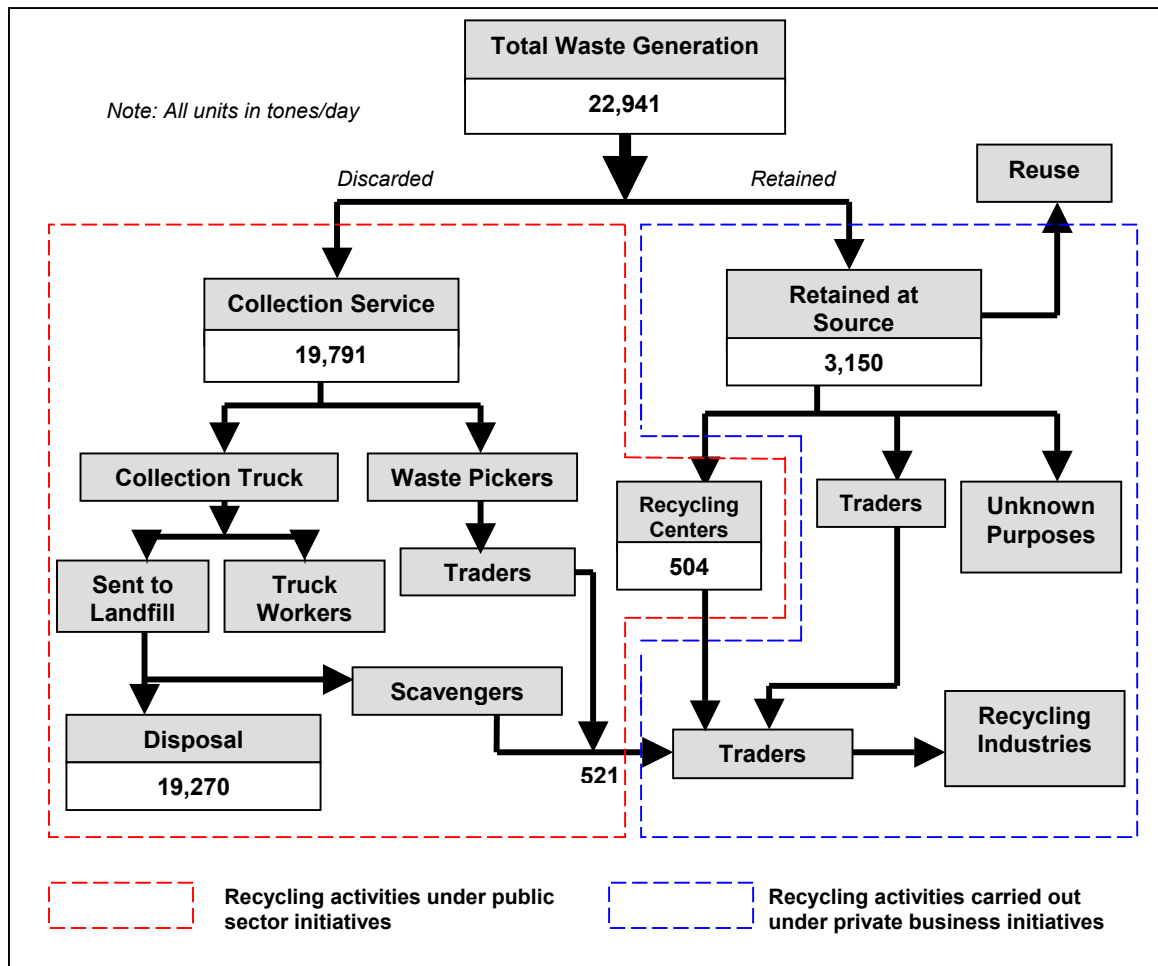 Total Waste Generation
22,941
Note: All units in tones/day
Discarded
Retained
Reuse
Collection Service
19,791
Retained at
Source
3,150
Collection Truck
Waste Pickers
Recycling
Centers
504
Traders
Unknown
Purposes
Sent to
Landfill
Truck
Workers
Traders
Scavengers
Disposal
19,270
521
Traders
Recycling
Industries
Recycling activities under public
sector initiatives
Recycling activities carried out
under private business initiatives